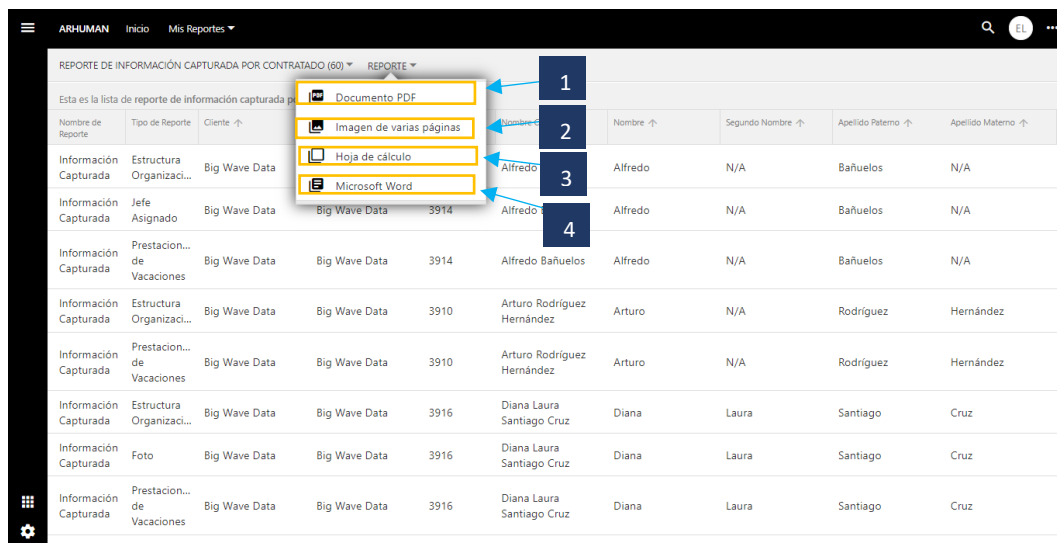 ARHUMAN Inicio Mis Reportes EL
REPORTE DE INFORMACIÓN CAPTURADA POR CONTRATADO (60) REPORTE
Esta es la lista de reporte de información capturada
Documento PDF
Imagen de varias páginas
Hoja de cálculo
Microsoft Word
1
2
3
4
Nombre de Reporte Tipo de Reporte Cliente Nombre Nombre Segundo Nombre Apellido Paterno Apellido Materno
Información Capturada Estructura Organizaci... Big Wave Data Alfredo Alfredo N/A Bañuelos N/A
Información Capturada Jefe Asignado Big Wave Data Big Wave Data 3914 Alfredo Alfredo N/A Bañuelos N/A
Información Capturada Prestacion... de Vacaciones Big Wave Data Big Wave Data 3914 Alfredo Bañuelos Alfredo N/A Bañuelos N/A
Información Capturada Estructura Organizaci... Big Wave Data Big Wave Data 3910 Arturo Rodríguez Hernández Arturo N/A Rodríguez Hernández
Información Capturada Prestacion... de Vacaciones Big Wave Data Big Wave Data 3910 Arturo Rodríguez Hernández Arturo N/A Rodríguez Hernández
Información Capturada Estructura Organizaci... Big Wave Data Big Wave Data 3916 Diana Laura Santiago Cruz Diana Laura Santiago Cruz
Información Capturada Foto Big Wave Data Big Wave Data 3916 Diana Laura Santiago Cruz Diana Laura Santiago Cruz
Información Capturada Prestacion... de Vacaciones Big Wave Data Big Wave Data 3916 Diana Laura Santiago Cruz Diana Laura Santiago Cruz